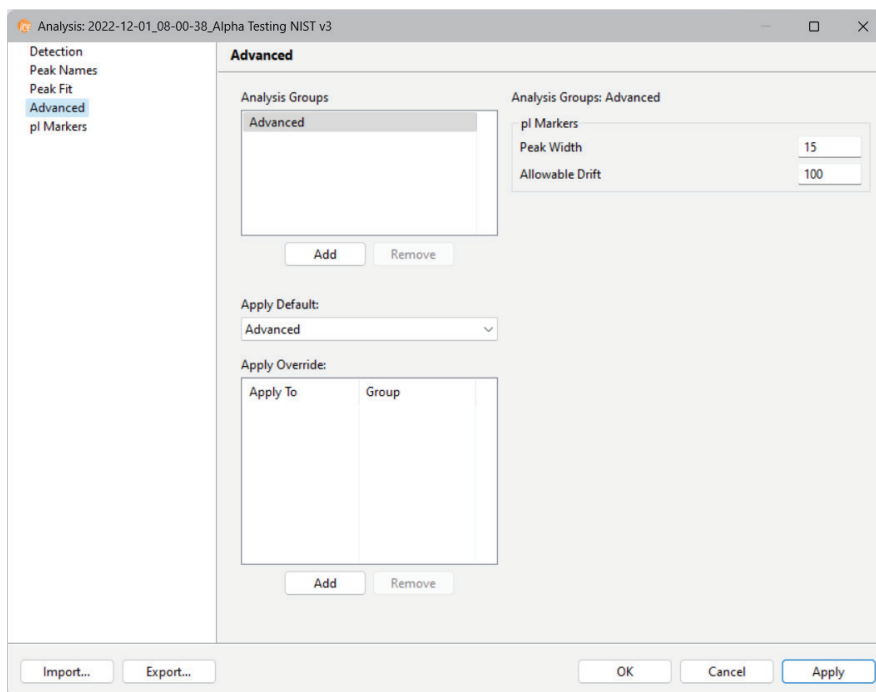 Analysis: 2022-12-01_08-00-38_Alpha Testing NIST v3
Detection
Peak Names
Peak Fit
Advanced
pI Markers
Advanced
Analysis Groups
Advanced
Add
Remove
Apply Default:
Advanced
Apply Override:
Apply To Group
Add
Remove
Analysis Groups: Advanced
pI Markers
Peak Width 15
Allowable Drift 100
Import...
Export...
OK
Cancel
Apply